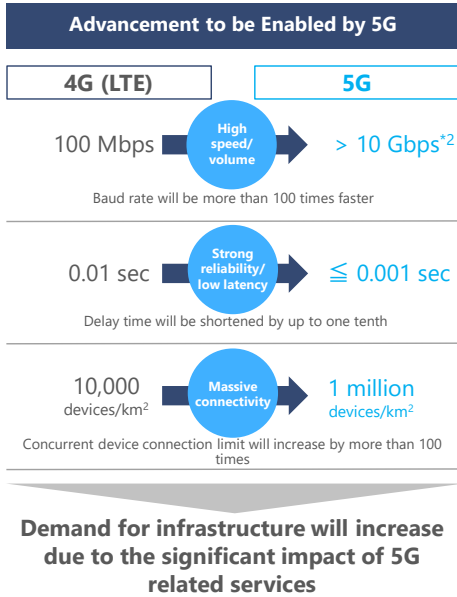 Advancement to be Enabled by 5G
4G (LTE)
5G
100 Mbps
High
speed/
volume
> 10 Gbps*2
Baud rate will be more than 100 times faster
0.01 sec
Strong
reliability/
low latency
≦ 0.001 sec
Delay time will be shortened by up to one tenth
10,000
devices/km2
Massive
connectivity
1 million
devices/km2
Concurrent device connection limit will increase by more than 100
times
Demand for infrastructure will increase
due to the significant impact of 5G
related services